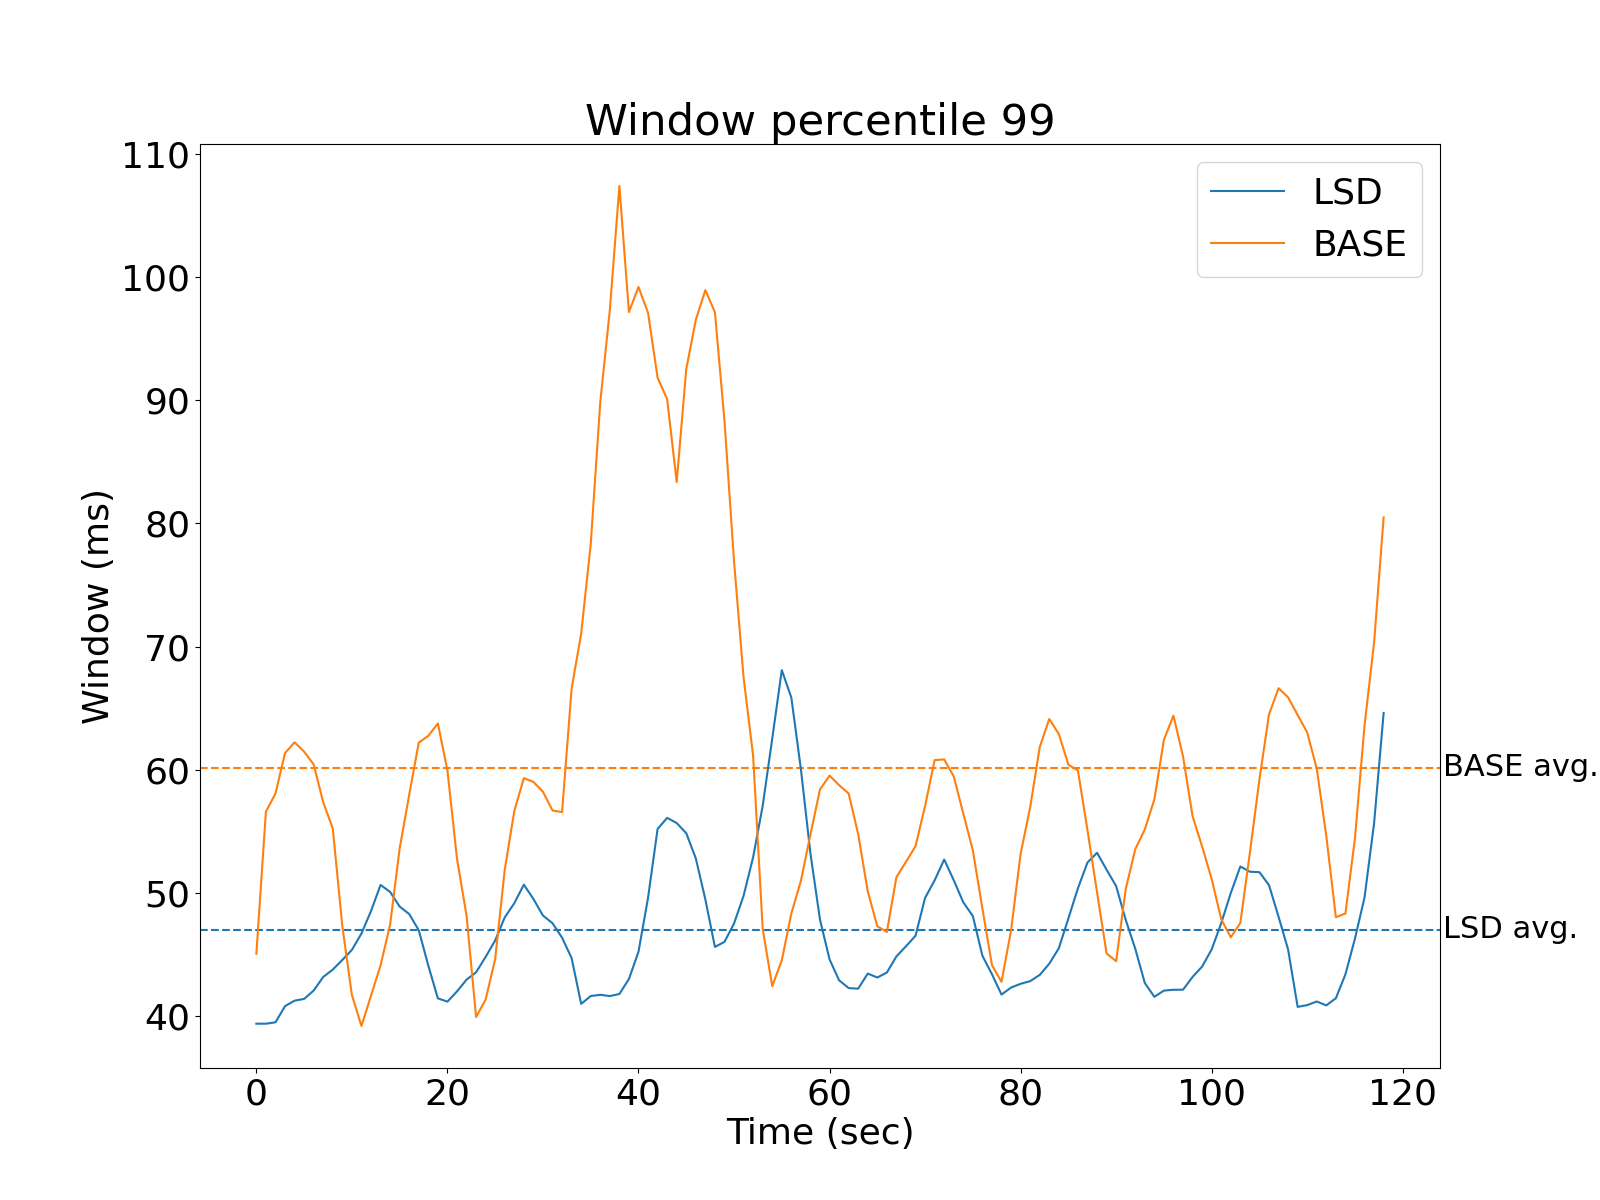 Window percentile 99
110
100
90
80
70
60
50
40
Window (ms)
LSD
BASE
BASE avg.
LSD avg.
0 20 40 60 80 100 120
Time (sec)